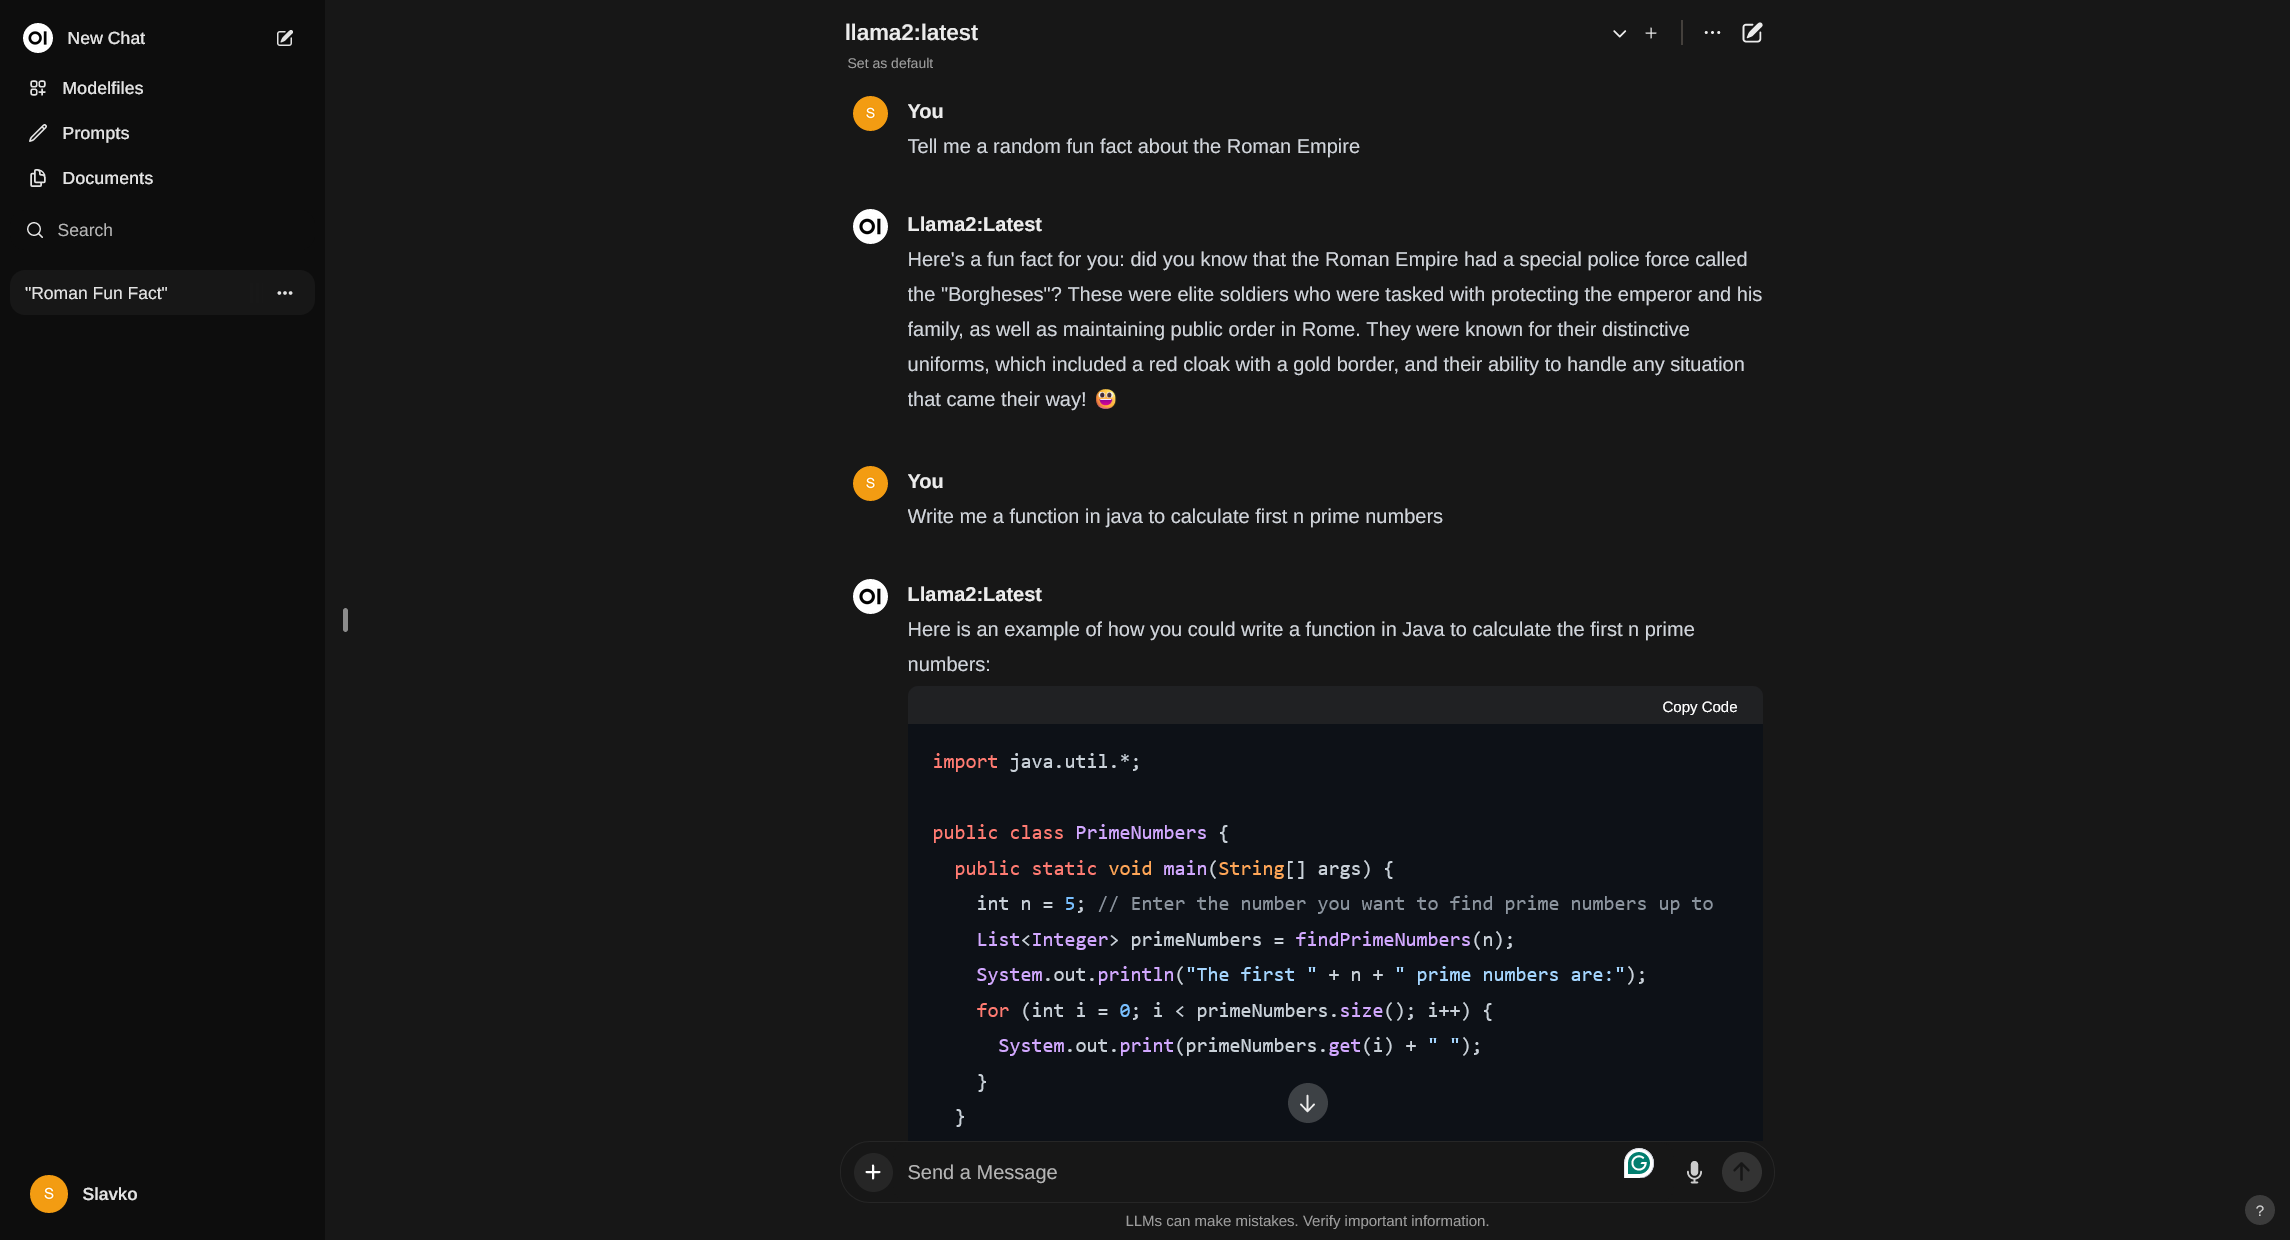 OI New Chat
Modelfiles
Prompts
Documents
Search
"Roman Fun Fact"
S Slavko
llama2:latest
Set as default
S You
Tell me a random fun fact about the Roman Empire
OI Llama2:Latest
Here's a fun fact for you: did you know that the Roman Empire had a special police force called
the "Borgheses"? These were elite soldiers who were tasked with protecting the emperor and his
family, as well as maintaining public order in Rome. They were known for their distinctive
uniforms, which included a red cloak with a gold border, and their ability to handle any situation
that came their way! 😀
S You
Write me a function in java to calculate first n prime numbers
OI Llama2:Latest
Here is an example of how you could write a function in Java to calculate the first n prime
numbers:
Copy Code
import java.util.*;
public class PrimeNumbers {
public static void main(String[] args) {
int n = 5; // Enter the number you want to find prime numbers up to
List<Integer> primeNumbers = findPrimeNumbers(n);
System.out.println("The first " + n + " prime numbers are:");
for (int i = 0; i < primeNumbers.size(); i++) {
System.out.print(primeNumbers.get(i) + " ");
}
}
Send a Message
LLMs can make mistakes. Verify important information.
?